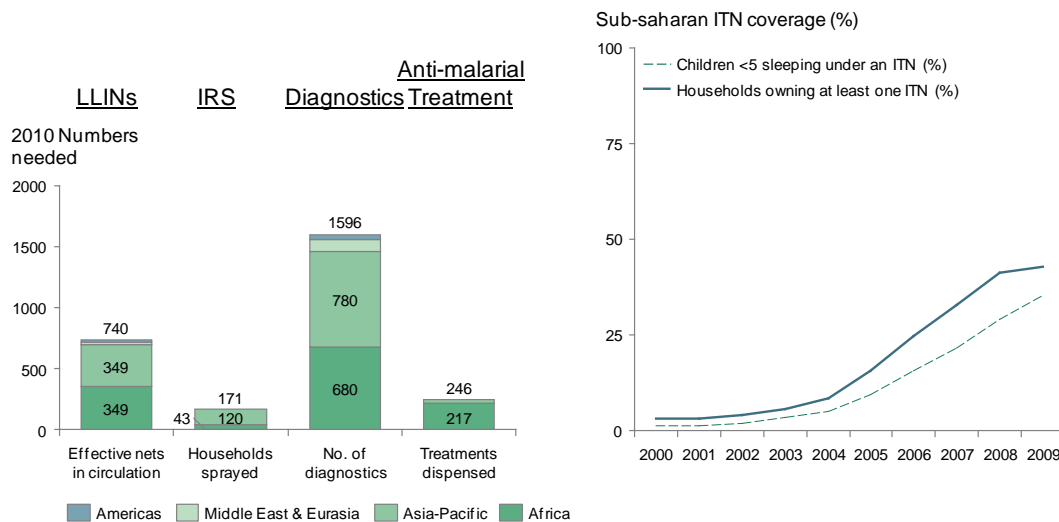 LLINs
IRS
Diagnostics
Anti-malarial
Treatment
2010 Numbers
needed
2000
1500
1000
500
0
740
349
349
171
43
120
1596
780
680
246
217
Effective nets
in circulation
Households
sprayed
No. of
diagnostics
Treatments
dispensed
Americas
Middle East & Eurasia
Asia-Pacific
Africa
Sub-saharan ITN coverage (%)
100
75
50
25
0
Children <5 sleeping under an ITN (%)
Households owning at least one ITN (%)
2000 2001 2002 2003 2004 2005 2006 2007 2008 2009